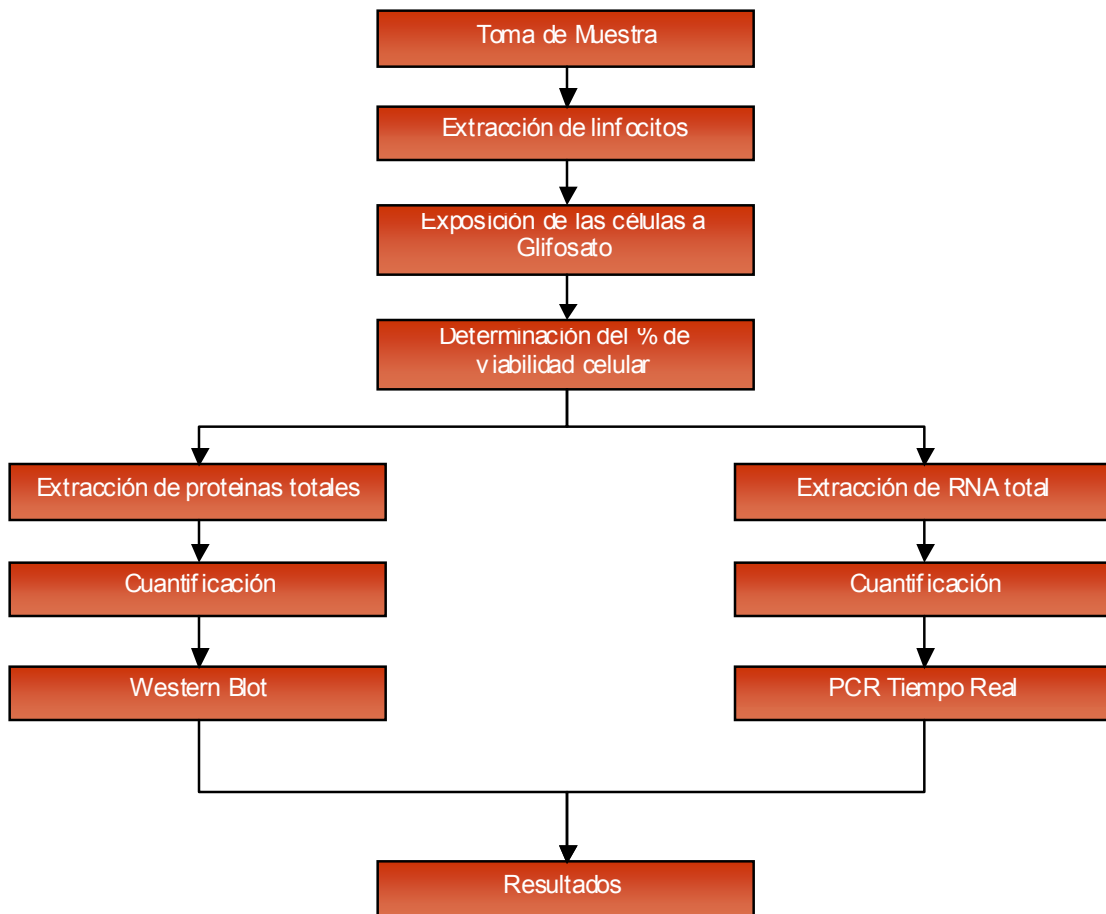 Toma de Muestra
Extracción de linfocitos
Exposición de las células a
Glifosato
Determinación del % de
viabilidad celular
Extracción de proteinas totales
Extracción de RNA total
Cuantificación
Cuantificación
Western Blot
PCR Tiempo Real
Resultados